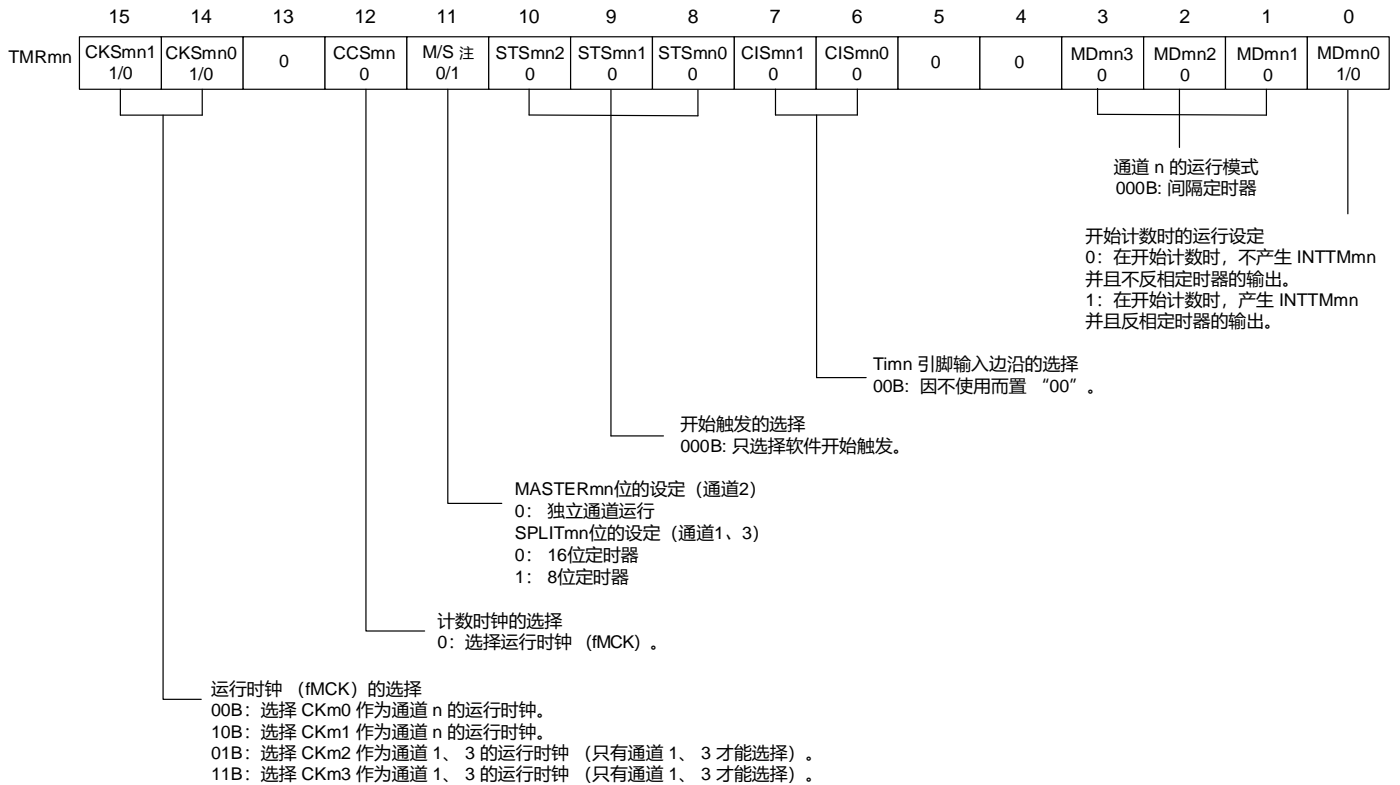 15 14 13 12 11 10 9 8 7 6 5 4 3 2 1 0
TMRmn CKSmn1 CKSmn0 0 CCSmn M/S 注 STSmn2 STSmn1 STSmn0 CISmn1 CISmn0 0 0 MDmn3 MDmn2 MDmn1 MDmn0
1/0 1/0 0 0/1 0 0 0 0 0 0 0 0 1/0
通道 n 的运行模式
000B: 间隔定时器
开始计数时的运行设定
0：在开始计数时，不产生 INTTMmn
并且不反相定时器的输出。
1：在开始计数时，产生 INTTMmn
并且反相定时器的输出。
Timn 引脚输入边沿的选择
00B：因不使用而置 “00”。
开始触发的选择
000B: 只选择软件开始触发。
MASTERmn位的设定（通道2）
0： 独立通道运行
SPLITmn位的设定（通道1、3）
0： 16位定时器
1： 8位定时器
计数时钟的选择
0：选择运行时钟 （fMCK）。
运行时钟 （fMCK）的选择
00B：选择 CKm0 作为通道 n 的运行时钟。
10B：选择 CKm1 作为通道 n 的运行时钟。
01B：选择 CKm2 作为通道 1、 3 的运行时钟 （只有通道 1、 3 才能选择）。
11B：选择 CKm3 作为通道 1、 3 的运行时钟 （只有通道 1、 3 才能选择）。